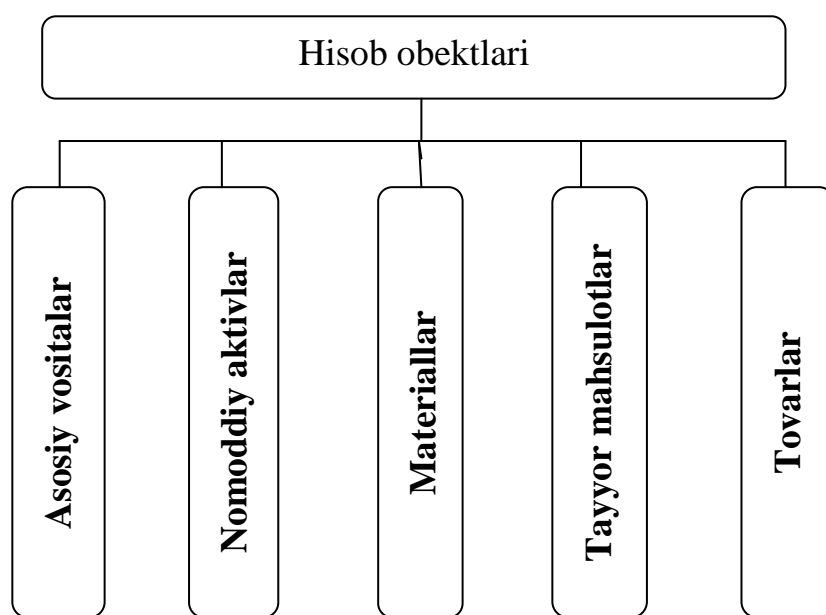 Hisob obektlari
Asosiy vositalar
Nomoddiy aktivlar
Materiallar
Tayyor mahsulotlar
Tovarlar